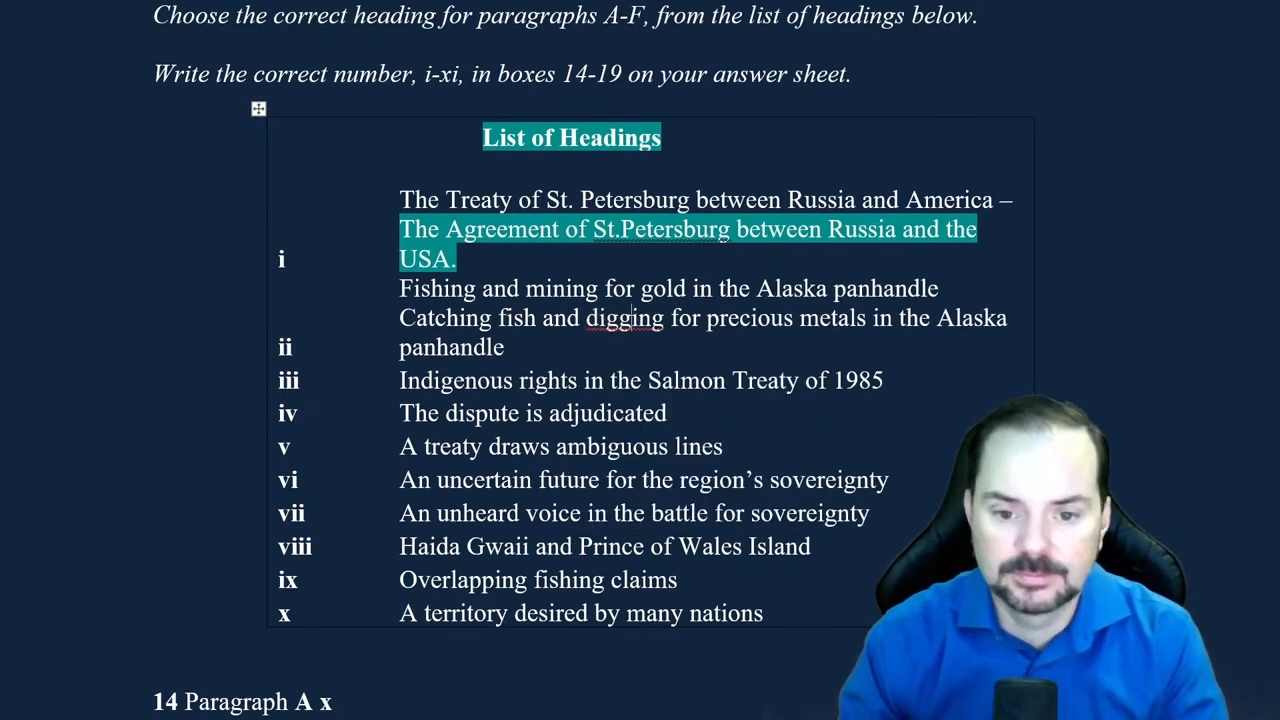 Choose the correct heading for paragraphs A-F, from the list of headings below.
Write the correct number, i-xi, in boxes 14-19 on your answer sheet.
List of Headings
The Treaty of St. Petersburg between Russia and America –
The Agreement of St.Petersburg between Russia and the
i USA.
Fishing and mining for gold in the Alaska panhandle
Catching fish and digging for precious metals in the Alaska
ii panhandle
iii Indigenous rights in the Salmon Treaty of 1985
iv The dispute is adjudicated
v A treaty draws ambiguous lines
vi An uncertain future for the region’s sovereignty
vii An unheard voice in the battle for sovereignty
viii Haida Gwaii and Prince of Wales Island
ix Overlapping fishing claims
x A territory desired by many nations
14 Paragraph A x